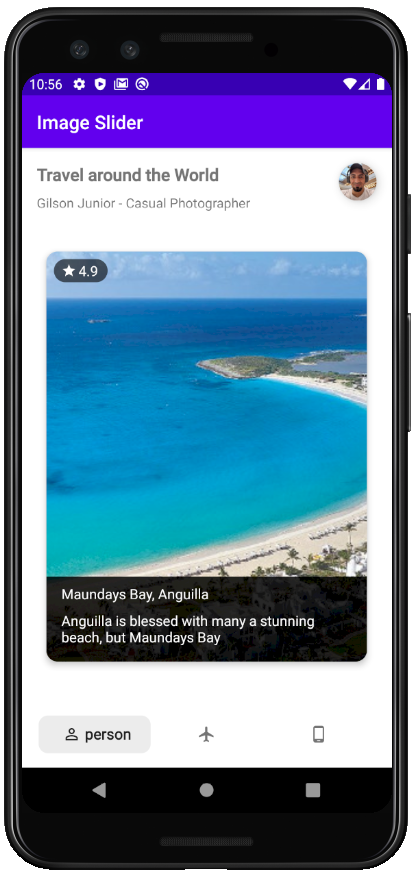 10:56
Image Slider
Travel around the World
Gilson Junior - Casual Photographer
4.9
Maundays Bay, Anguilla
Anguilla is blessed with many a stunning
beach, but Maundays Bay
person